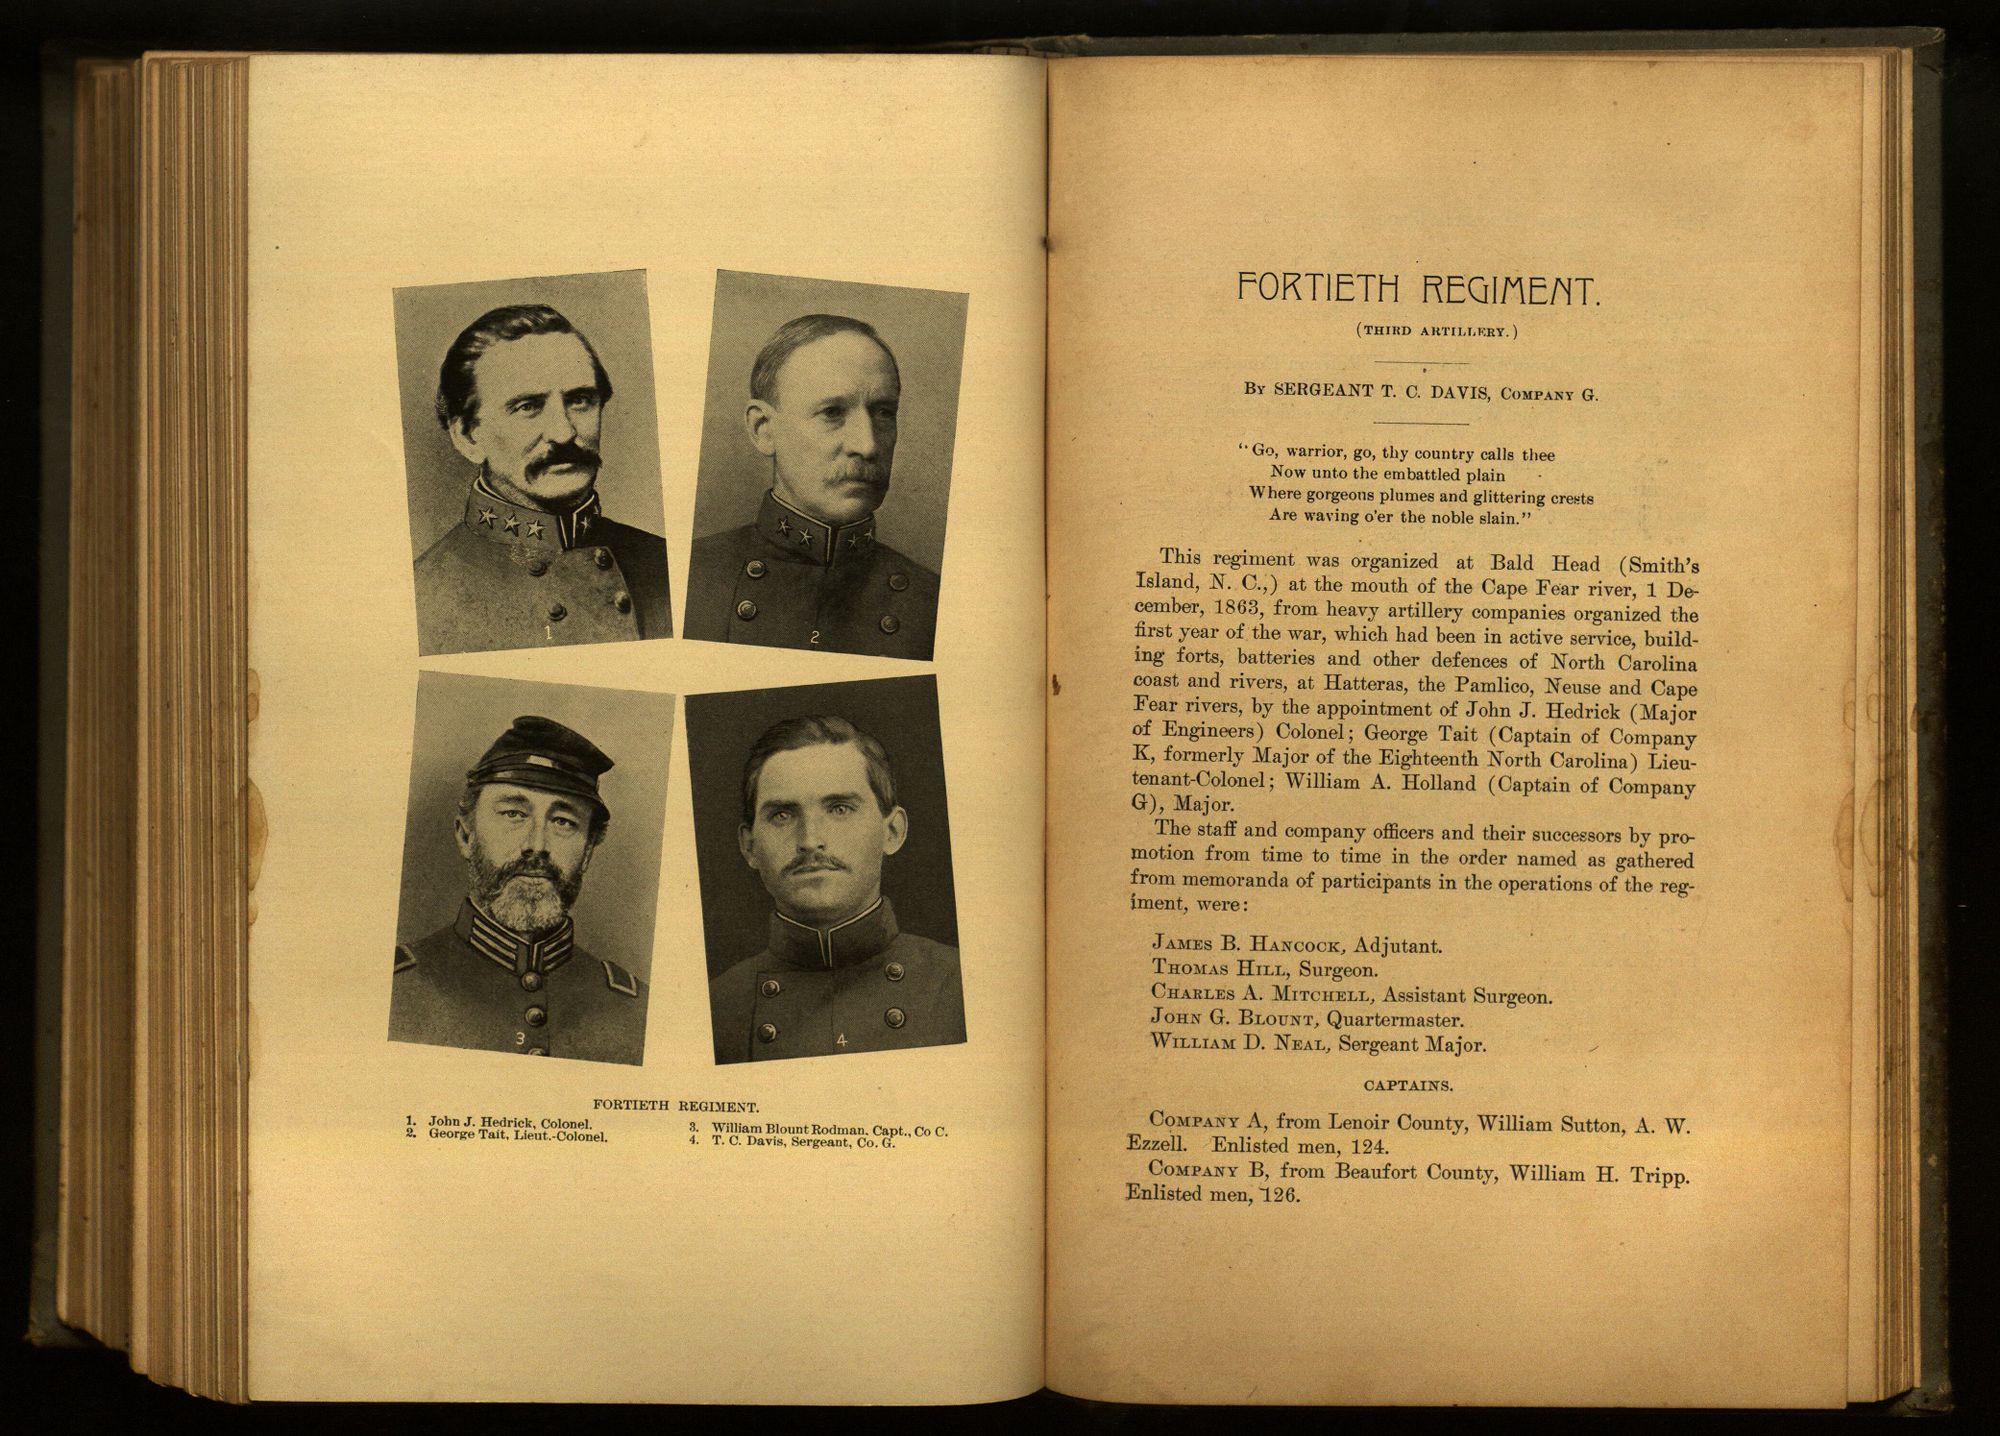 1
2
3
4
FORTIETH REGIMENT.
1. John J. Hedrick, Colonel.
2. George Tait, Lieut.-Colonel.
3. William Blount Rodman, Capt., Co C.
4. T. C. Davis, Sergeant, Co. G.
FORTIETH REGIMENT.
(THIRD ARTILLERY.)
By SERGEANT T. C. DAVIS, Company G.
"Go, warrior, go, thy country calls thee
Now unto the embattled plain
Where gorgeous plumes and glittering crests
Are waving o'er the noble slain."
This regiment was organized at Bald Head (Smith's
Island, N. C.,) at the mouth of the Cape Fear river, 1 De-
cember, 1863, from heavy artillery companies organized the
first year of the war, which had been in active service, build-
ing forts, batteries and other defences of North Carolina
coast and rivers, at Hatteras, the Pamlico, Neuse and Cape
Fear rivers, by the appointment of John J. Hedrick (Major
of Engineers) Colonel; George Tait (Captain of Company
K, formerly Major of the Eighteenth North Carolina) Lieu-
tenant-Colonel; William A. Holland (Captain of Company
G), Major.
The staff and company officers and their successors by pro-
motion from time to time in the order named as gathered
from memoranda of participants in the operations of the reg-
iment, were:
James B. Hancock, Adjutant.
Thomas Hill, Surgeon.
Charles A. Mitchell, Assistant Surgeon.
John G. Blount, Quartermaster.
William D. Neal, Sergeant Major.
CAPTAINS.
Company A, from Lenoir County, William Sutton, A. W.
Ezzell. Enlisted men, 124.
Company B, from Beaufort County, William H. Tripp.
Enlisted men, 126.